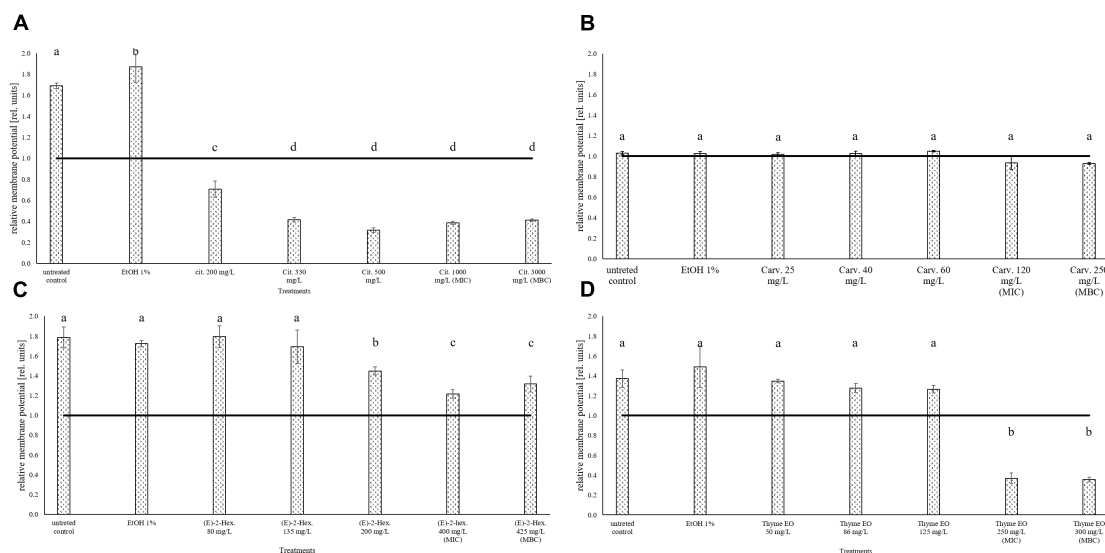 A
relative membrane potential [rel. units]
2.0
1.8
1.6
1.4
1.2
1.0
0.8
0.6
0.4
0.2
0.0
a b c d d d d
untreated control
EtOH 1%
cit. 200 mg/L
Cit. 330 mg/L
Cit. 500 mg/L
Cit. 1000 mg/L (MIC)
Cit. 3000 mg/L (MBC)
Treatments
B
relative membrane potential [rel. units]
2.0
1.8
1.6
1.4
1.2
1.0
0.8
0.6
0.4
0.2
0.0
a a a a a a a
untreted control
EtOH 1%
Carv. 25 mg/L
Carv. 40 mg/L
Carv. 60 mg/L
Carv. 120 mg/L (MIC)
Carv. 250 mg/L (MBC)
C
relative membrane potential [rel. units]
2.0
1.8
1.6
1.4
1.2
1.0
0.8
0.6
0.4
0.2
0.0
a a a a b c c
untreted control
EtOH 1%
(E)-2-Hex. 80 mg/L
(E)-2-Hex. 135 mg/L
(E)-2-Hex. 200 mg/L
(E)-2-hex. 400 mg/L (MIC)
(E)-2-Hex. 425 mg/L (MBC)
Treatments
D
relative membrane potential [rel. units]
2.0
1.8
1.6
1.4
1.2
1.0
0.8
0.6
0.4
0.2
0.0
a a a a a b b
untreted control
EtOH 1%
Thyme EO 50 mg/L
Thyme EO 86 mg/L
Thyme EO 125 mg/L
Thyme EO 250 mg/L (MIC)
Thyme EO 300 mg/L (MBC)
Treatments